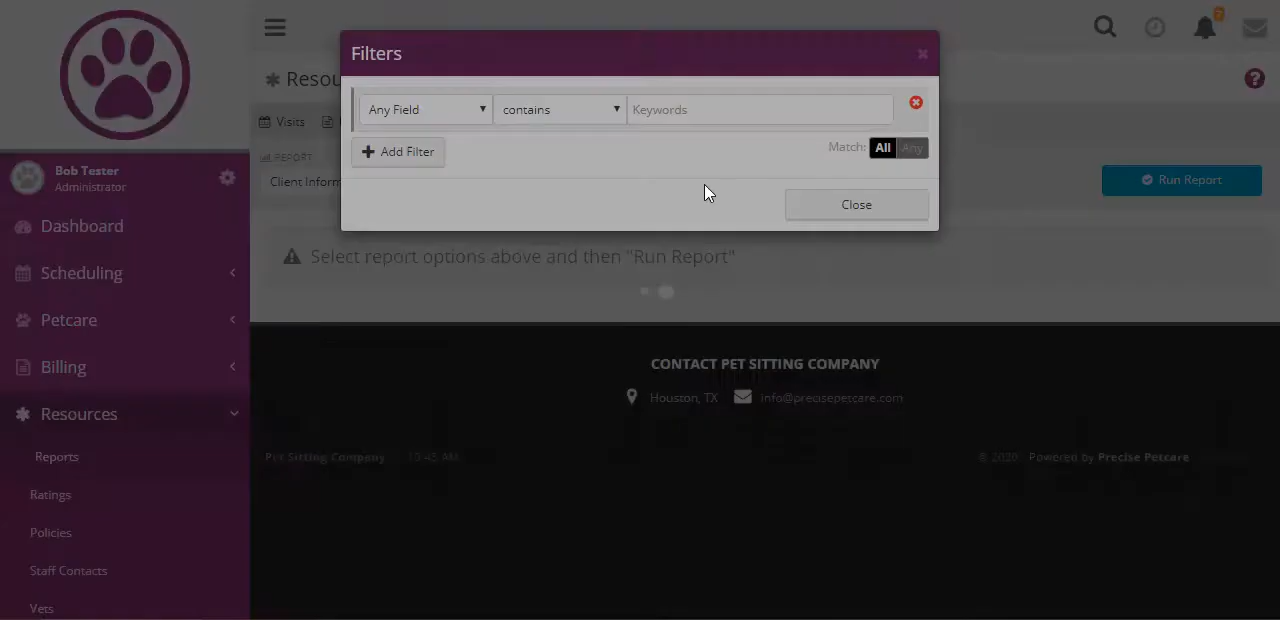 7
Filters
×
Resou
Any Field
contains
Keywords
?
Visits
Add Filter
Match: All Any
REPORT
Bob Tester
Administrator
Client Inform
Run Report
Close
Dashboard
Select report options above and then "Run Report"
Scheduling
Petcare
Billing
CONTACT PET SITTING COMPANY
Houston, TX info@precisepetcare.com
Resources
Reports
Pet Sitting Company 10:45 AM
© 2020 Powered by Precise Petcare
Ratings
Policies
Staff Contacts
Vets